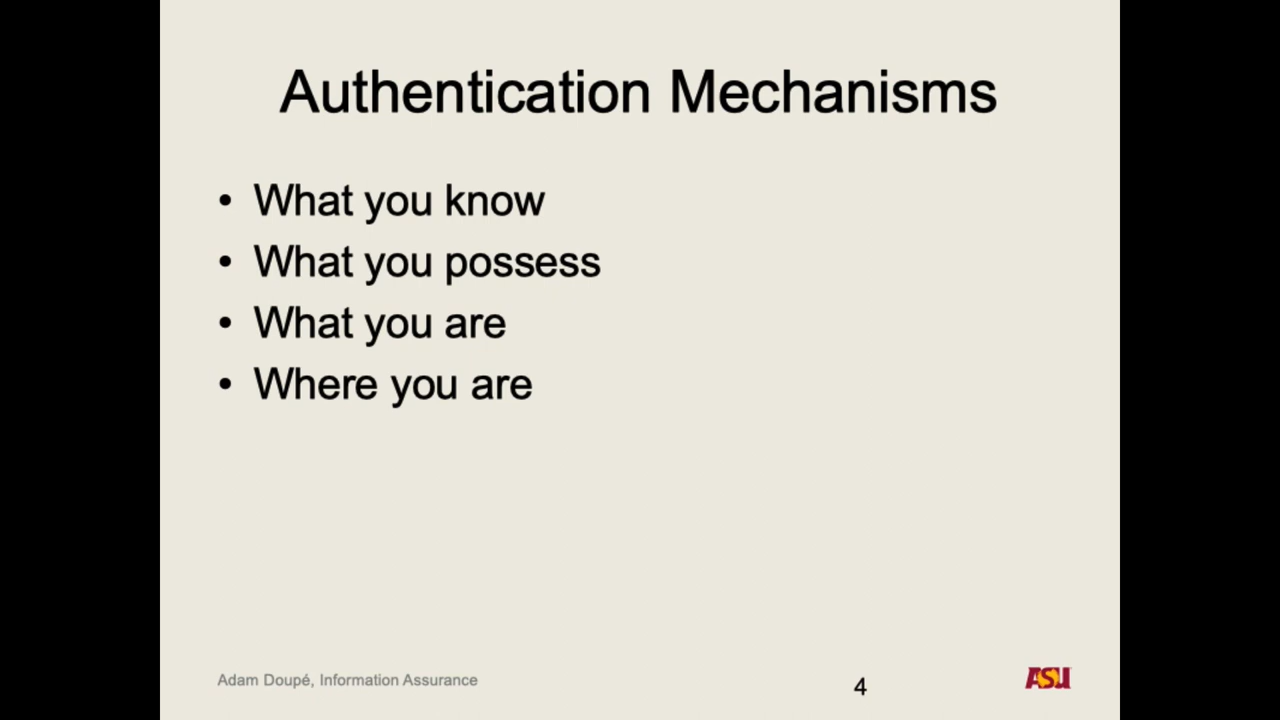 Authentication Mechanisms
• What you know
• What you possess
• What you are
• Where you are
Adam Doupé, Information Assurance
4
ASU